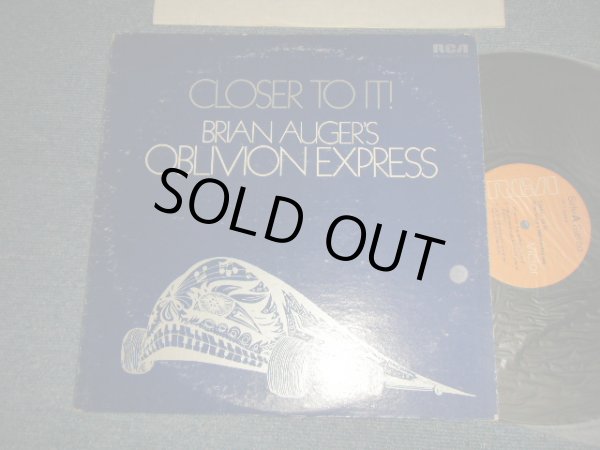 RCA
CLOSER TO IT!
BRIAN AUGER'S
OBLIVION EXPRESS
SOLD OUT
RCA